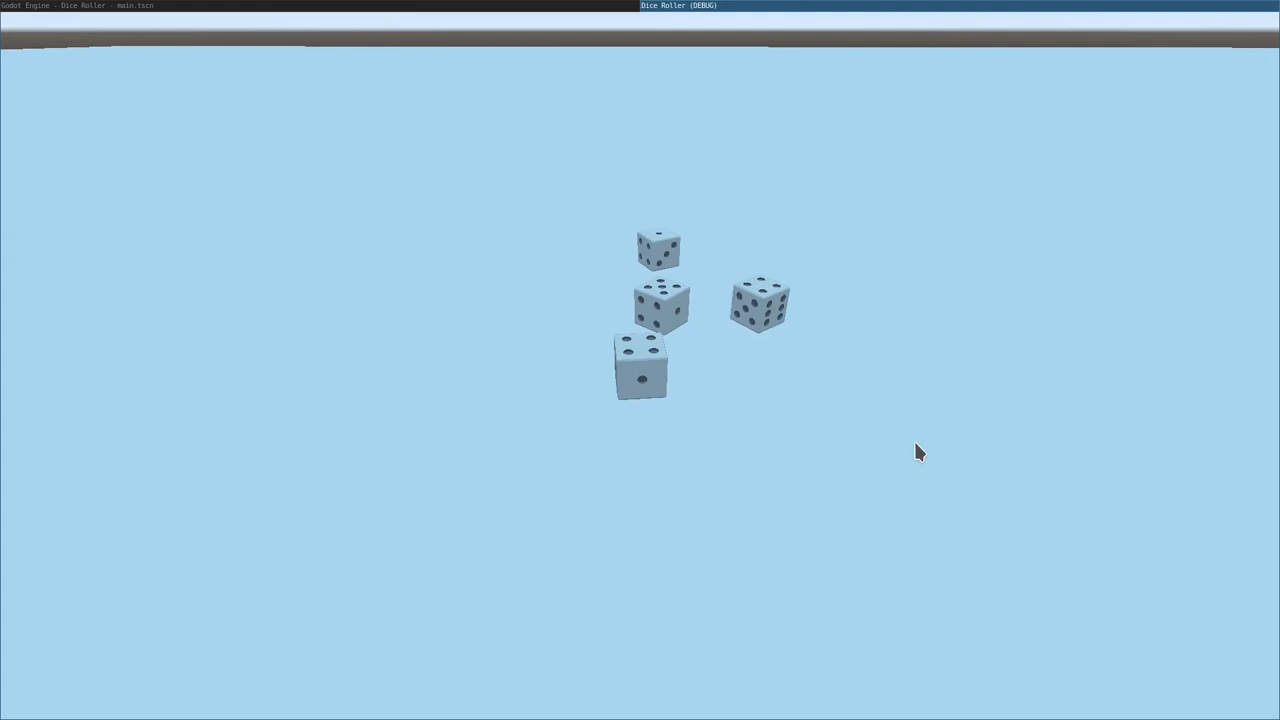 Godot Engine - Dice Roller - main.tscn
Dice Roller (DEBUG)